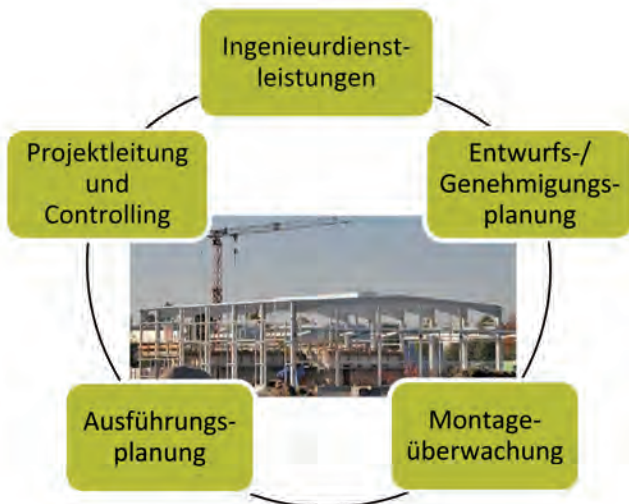 Ingenieurdienst-
leistungen
Projektleitung
und
Controlling
Entwurfs-/
Genehmigungs-
planung
Ausführungs-
planung
Montage-
überwachung